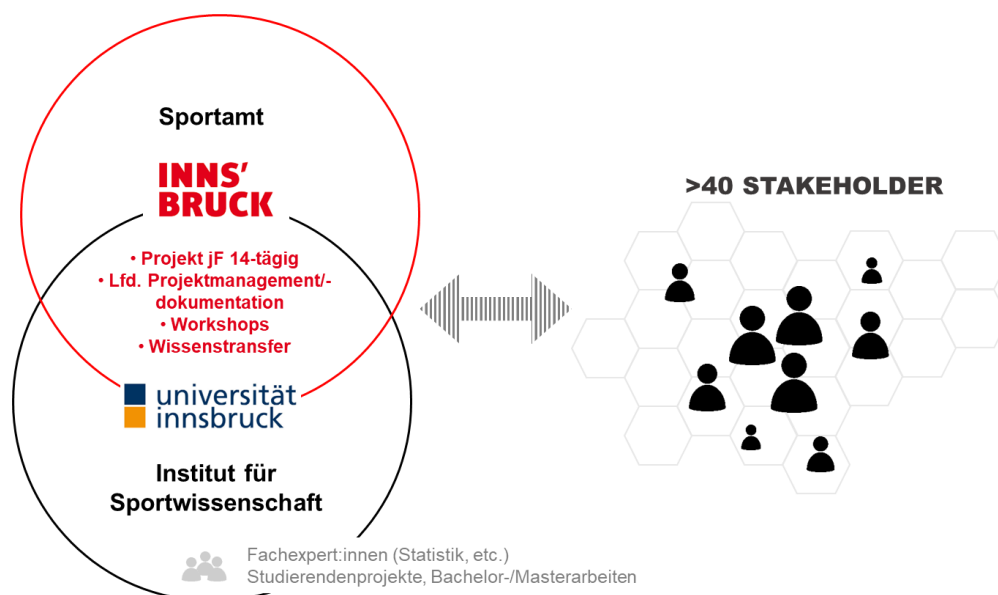 Sportamt
INNS'
BRUCK
• Projekt jF 14-tägig
• Lfd. Projektmanagement/-
dokumentation
• Workshops
• Wissenstransfer
universität
innsbruck
Institut für
Sportwissenschaft
Fachexpert:innen (Statistik, etc.)
Studierendenprojekte, Bachelor-/Masterarbeiten
>40 STAKEHOLDER